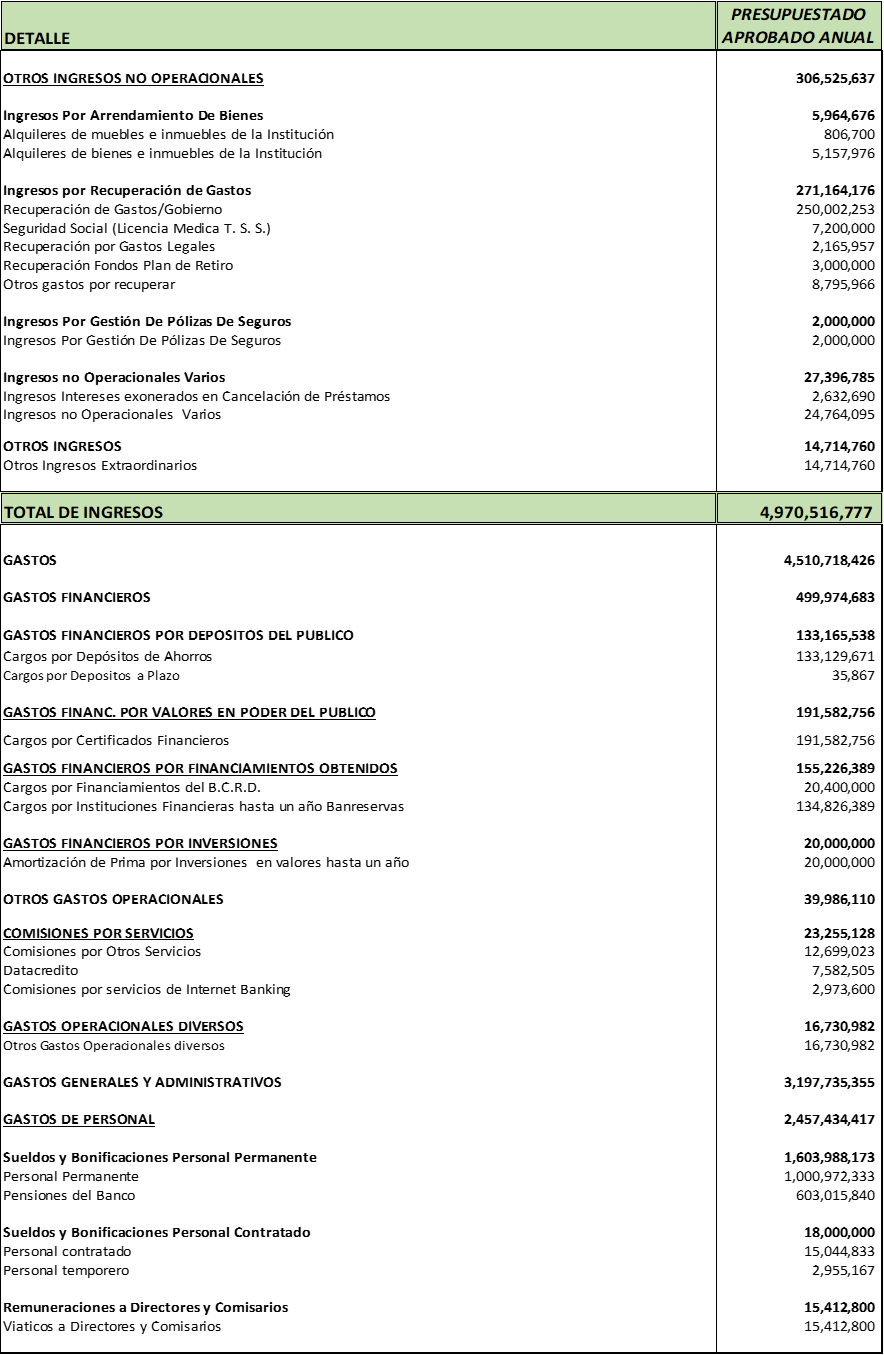 DETALLE PRESUPUESTADO APROBADO ANUAL
OTROS INGRESOS NO OPERACIONALES 306,525,637
Ingresos Por Arrendamiento De Bienes 5,964,676
Alquileres de muebles e inmuebles de la Institución 806,700
Alquileres de bienes e inmuebles de la Institución 5,157,976
Ingresos por Recuperación de Gastos 271,164,176
Recuperación de Gastos/Gobierno 250,002,253
Seguridad Social (Licencia Medica T. S. S.) 7,200,000
Recuperación por Gastos Legales 2,165,957
Recuperación Fondos Plan de Retiro 3,000,000
Otros gastos por recuperar 8,795,966
Ingresos Por Gestión De Pólizas De Seguros 2,000,000
Ingresos Por Gestión De Pólizas De Seguros 2,000,000
Ingresos no Operacionales Varios 27,396,785
Ingresos Intereses exonerados en Cancelación de Préstamos 2,632,690
Ingresos no Operacionales Varios 24,764,095
OTROS INGRESOS 14,714,760
Otros Ingresos Extraordinarios 14,714,760
TOTAL DE INGRESOS 4,970,516,777
GASTOS 4,510,718,426
GASTOS FINANCIEROS 499,974,683
GASTOS FINANCIEROS POR DEPOSITOS DEL PUBLICO 133,165,538
Cargos por Depósitos de Ahorros 133,129,671
Cargos por Depositos a Plazo 35,867
GASTOS FINANC. POR VALORES EN PODER DEL PUBLICO 191,582,756
Cargos por Certificados Financieros 191,582,756
GASTOS FINANCIEROS POR FINANCIAMIENTOS OBTENIDOS 155,226,389
Cargos por Financiamientos del B.C.R.D. 20,400,000
Cargos por Instituciones Financieras hasta un año Banreservas 134,826,389
GASTOS FINANCIEROS POR INVERSIONES 20,000,000
Amortización de Prima por Inversiones en valores hasta un año 20,000,000
OTROS GASTOS OPERACIONALES 39,986,110
COMISIONES POR SERVICIOS 23,255,128
Comisiones por Otros Servicios 12,699,023
Datacredito 7,582,505
Comisiones por servicios de Internet Banking 2,973,600
GASTOS OPERACIONALES DIVERSOS 16,730,982
Otros Gastos Operacionales diversos 16,730,982
GASTOS GENERALES Y ADMINISTRATIVOS 3,197,735,355
GASTOS DE PERSONAL 2,457,434,417
Sueldos y Bonificaciones Personal Permanente 1,603,988,173
Personal Permanente 1,000,972,333
Pensiones del Banco 603,015,840
Sueldos y Bonificaciones Personal Contratado 18,000,000
Personal contratado 15,044,833
Personal temporero 2,955,167
Remuneraciones a Directores y Comisarios 15,412,800
Viaticos a Directores y Comisarios 15,412,800